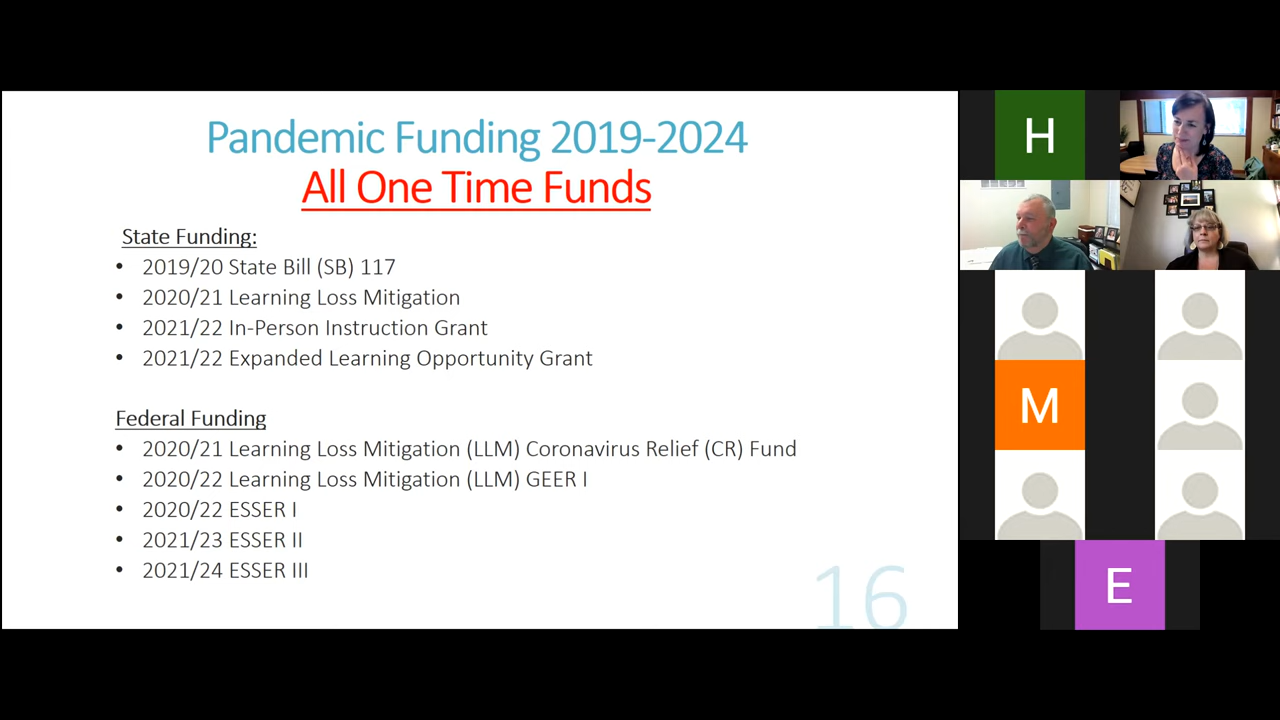 Pandemic Funding 2019-2024
All One Time Funds
State Funding:
• 2019/20 State Bill (SB) 117
• 2020/21 Learning Loss Mitigation
• 2021/22 In-Person Instruction Grant
• 2021/22 Expanded Learning Opportunity Grant
Federal Funding
• 2020/21 Learning Loss Mitigation (LLM) Coronavirus Relief (CR) Fund
• 2020/22 Learning Loss Mitigation (LLM) GEER I
• 2020/22 ESSER I
• 2021/23 ESSER II
• 2021/24 ESSER III
16
H
M
E